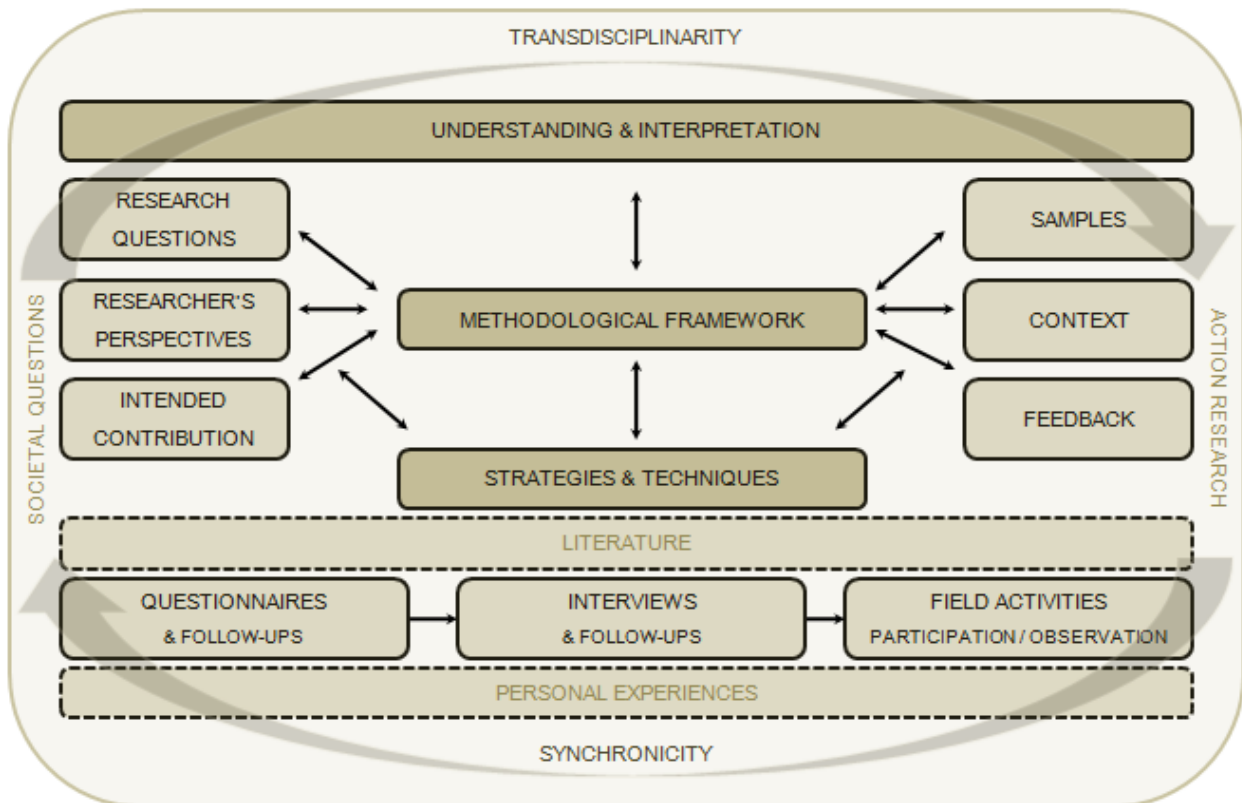 TRANSDISCIPLINARITY
UNDERSTANDING & INTERPRETATION
RESEARCH
QUESTIONS
SAMPLES
RESEARCHER'S
PERSPECTIVES
METHODOLOGICAL FRAMEWORK
CONTEXT
INTENDED
CONTRIBUTION
FEEDBACK
SOCIETAL QUESTIONS
ACTION RESEARCH
STRATEGIES & TECHNIQUES
LITERATURE
QUESTIONNAIRES
& FOLLOW-UPS
INTERVIEWS
& FOLLOW-UPS
FIELD ACTIVITIES
PARTICIPATION / OBSERVATION
PERSONAL EXPERIENCES
SYNCHRONICITY